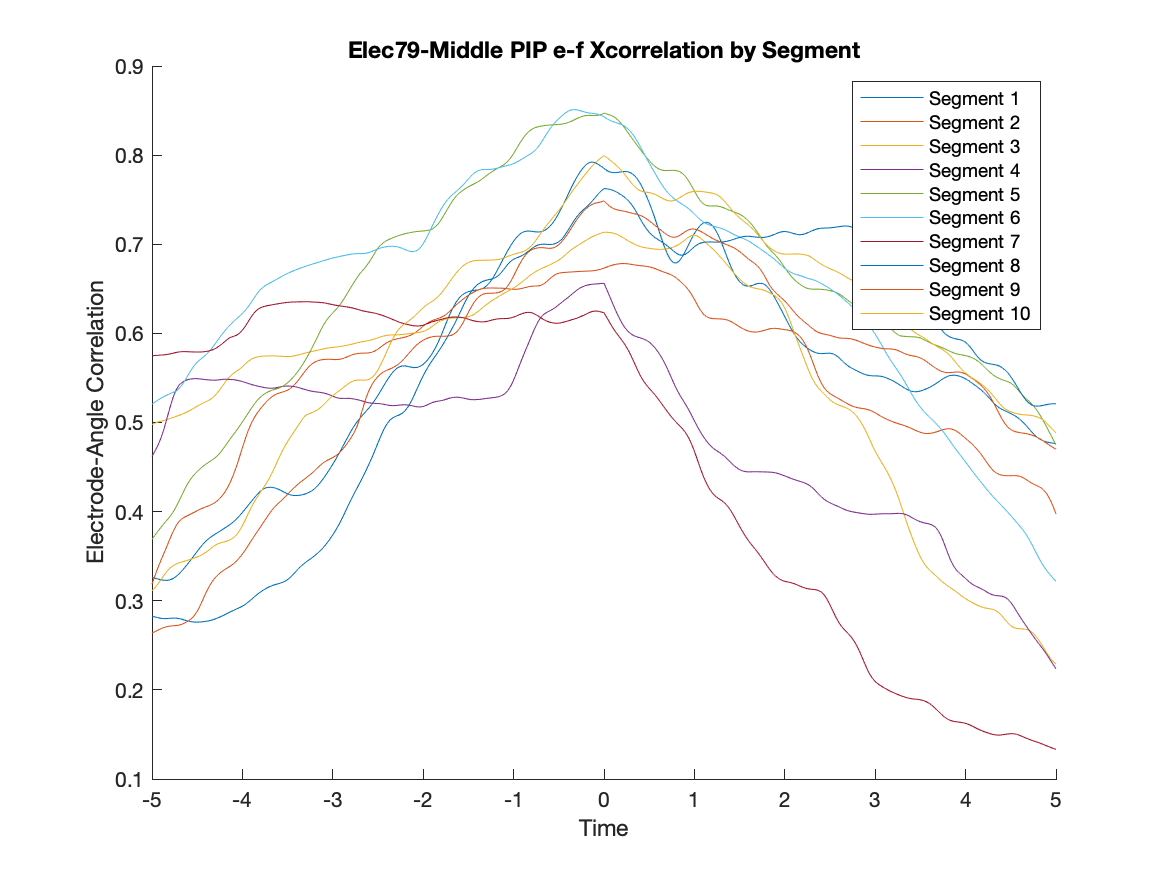 Elec79-Middle PIP e-f Xcorrelation by Segment
0.9
0.8
0.7
0.6
0.5
0.4
0.3
0.2
0.1
Electrode-Angle Correlation
-5 -4 -3 -2 -1 0 1 2 3 4 5
Time
Segment 1
Segment 2
Segment 3
Segment 4
Segment 5
Segment 6
Segment 7
Segment 8
Segment 9
Segment 10